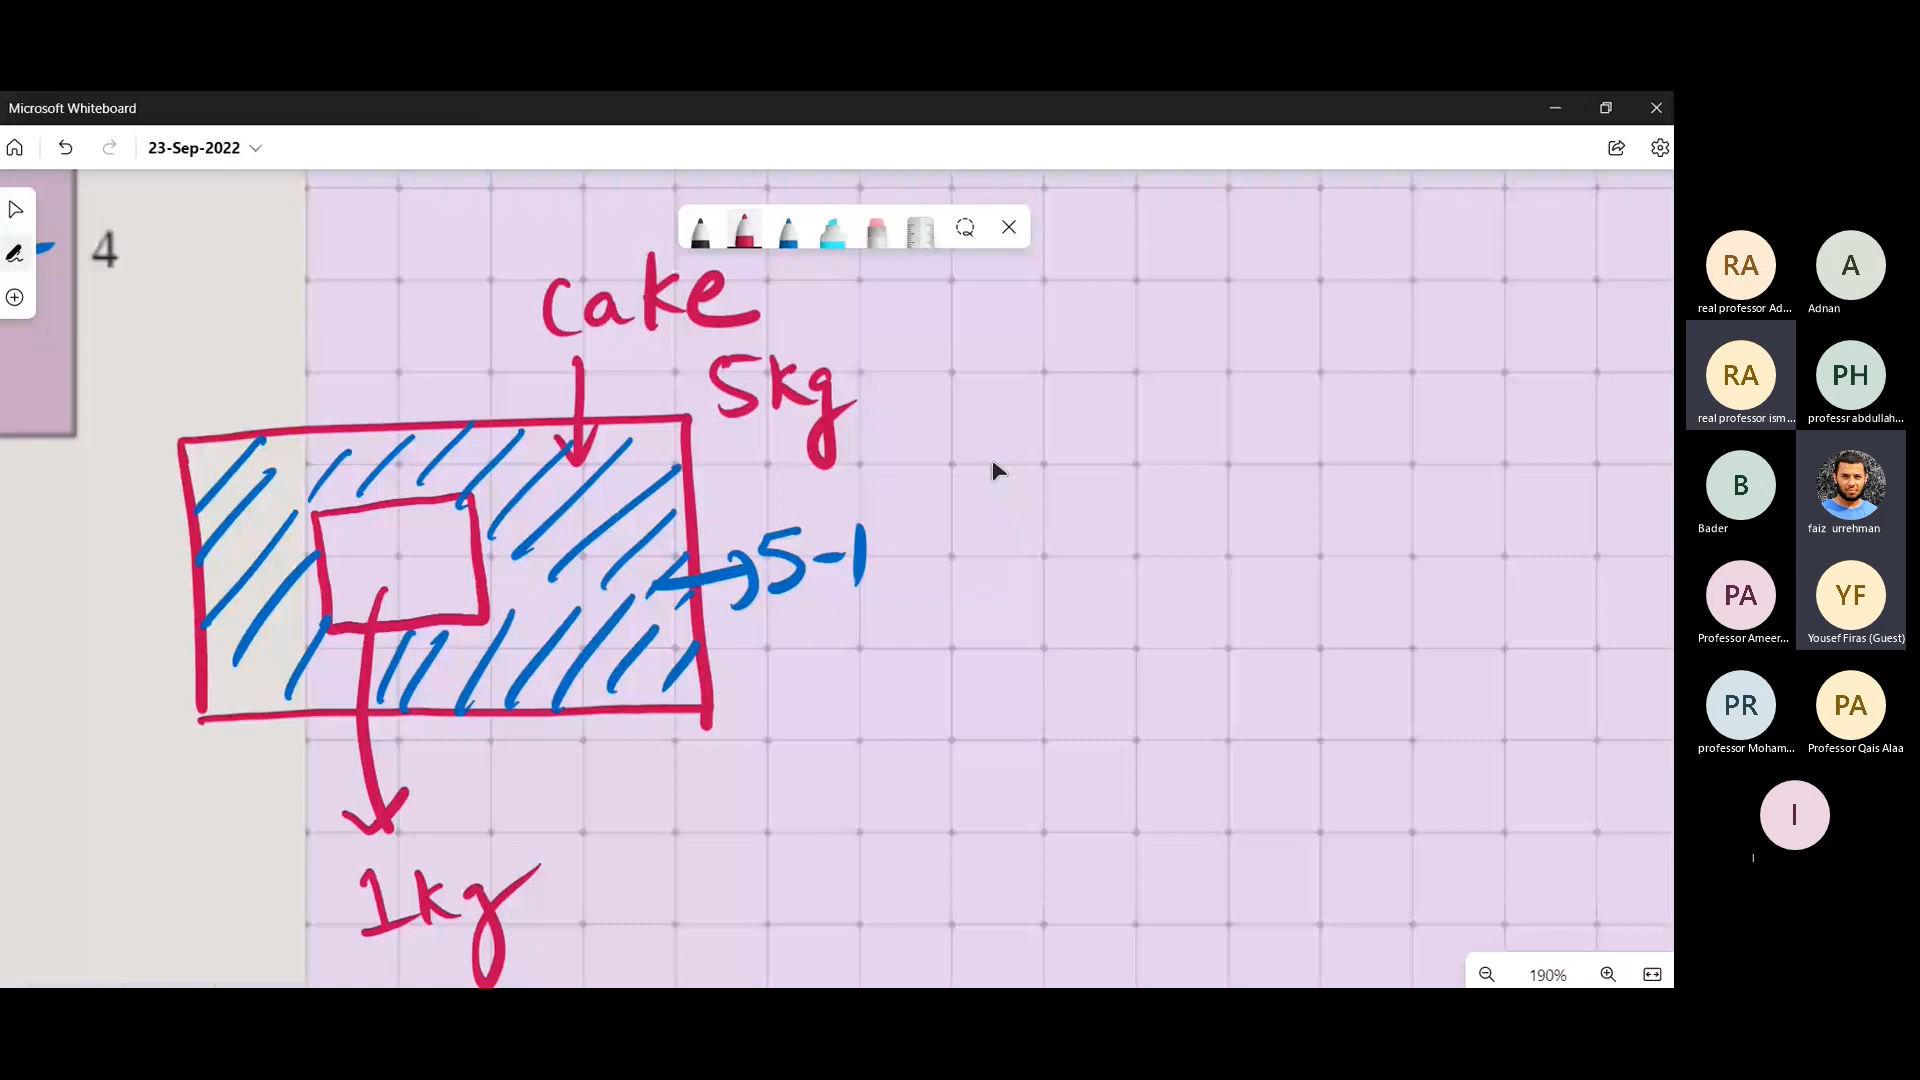 Microsoft Whiteboard
23-Sep-2022
4
cake
5kg
5-1
1kg
190%
RA
real professor Ad...
A
Adnan
RA
real professor ism...
PH
professr abdullah...
B
Bader
faiz urrehman
PA
Professor Ameer...
YF
Yousef Firas (Guest)
PR
professor Moham...
PA
Professor Qais Alaa
I
I